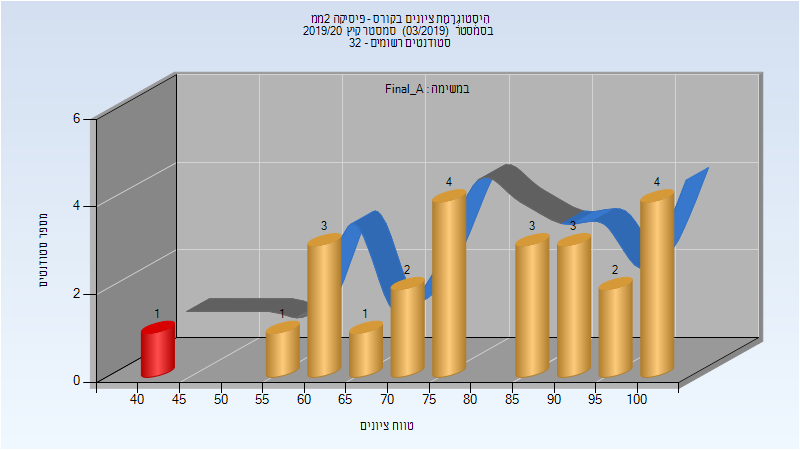 היסטוגרמת ציונים בקורס - פיסיקה 2ממ
בסמסטר (03/2019) סמסטר קיץ 2019/20
סטודנטים רשומים - 32
במשימה : Final_A
מספר סטודנטים
6
4
2
0
1
1
3
1
2
4
3
3
2
4
40 45 50 55 60 65 70 75 80 85 90 95 100
טווח ציונים